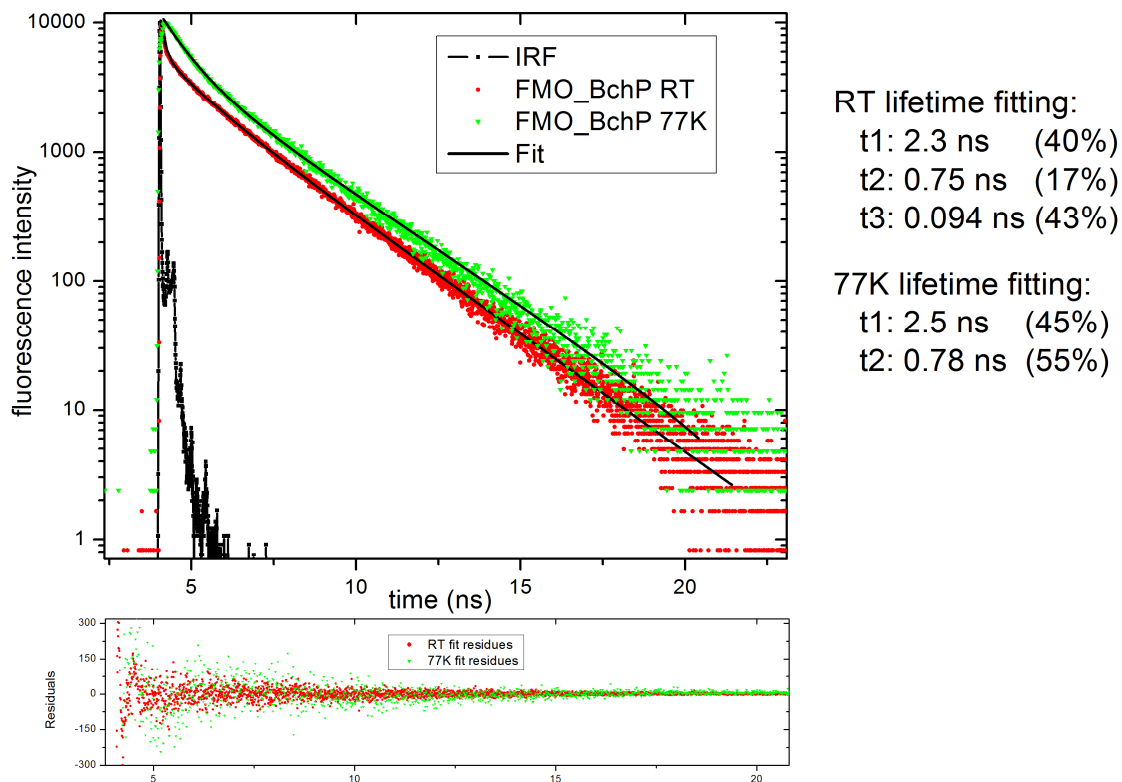 10000
1000
100
10
1
fluorescence intensity
IRF
FMO_BchP RT
FMO_BchP 77K
Fit
5
10
15
20
time (ns)
RT lifetime fitting:
t1: 2.3 ns (40%)
t2: 0.75 ns (17%)
t3: 0.094 ns (43%)
77K lifetime fitting:
t1: 2.5 ns (45%)
t2: 0.78 ns (55%)
300
150
0
-150
-300
Residuals
RT fit residues
77K fit residues
5
10
15
20